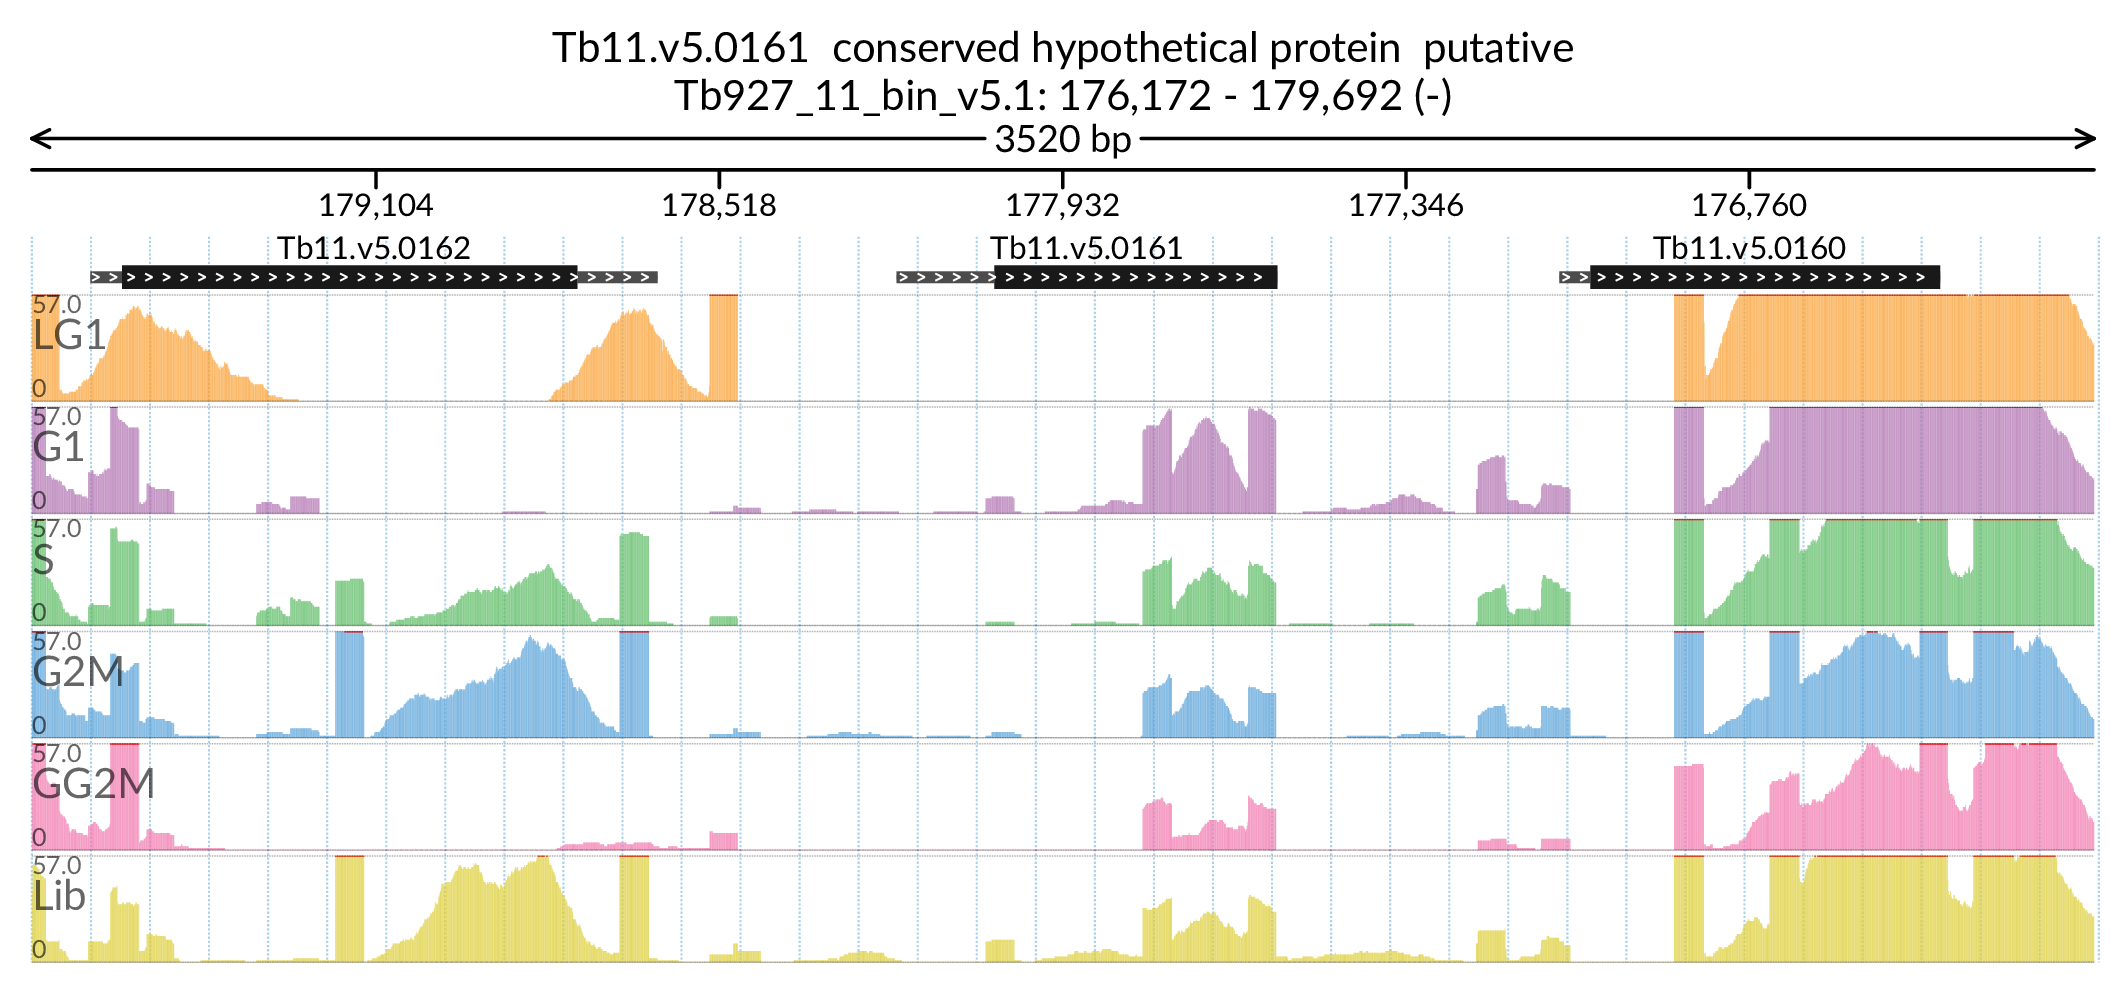 Tb11.v5.0161 conserved hypothetical protein putative
Tb927_11_bin_v5.1: 176,172 - 179,692 (-)
3520 bp
179,104 178,518 177,932 177,346 176,760
Tb11.v5.0162 Tb11.v5.0161 Tb11.v5.0160
57.0
LG1
0
57.0
G1
0
57.0
S
0
57.0
G2M
0
57.0
GG2M
0
57.0
Lib
0